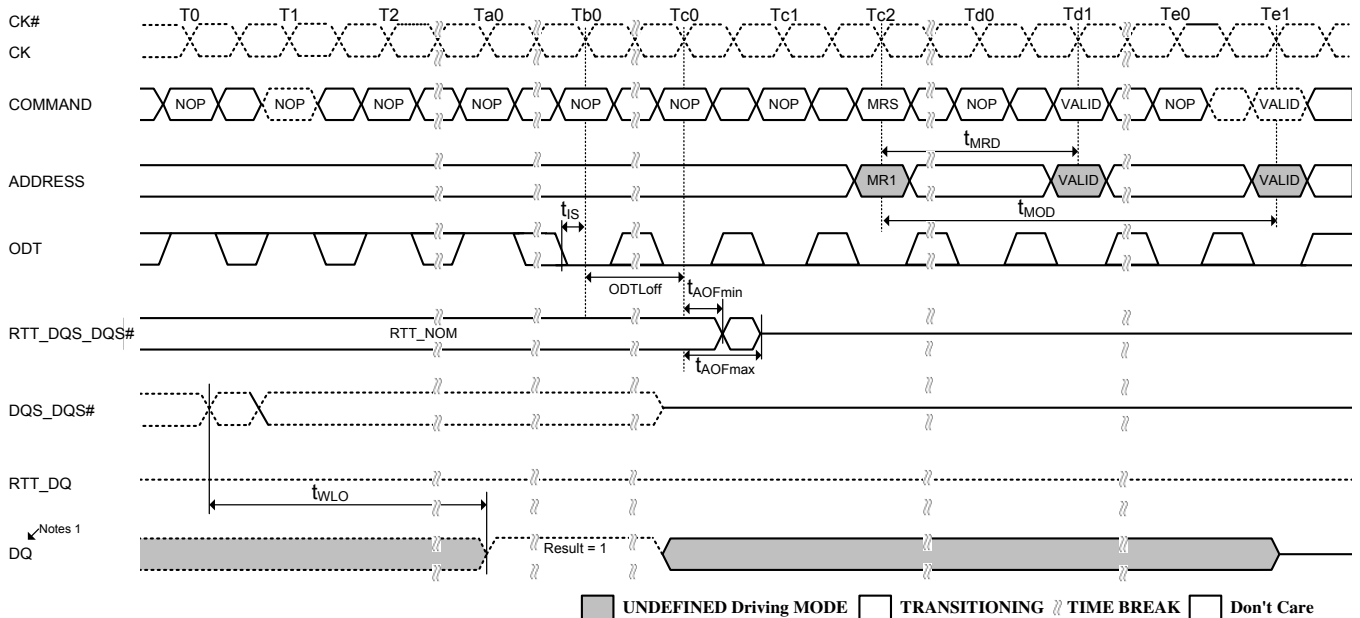 T0 T1 T2 Ta0 Tb0 Tc0 Tc1 Tc2 Td0 Td1 Te0 Te1
CK#
CK
COMMAND NOP NOP NOP NOP NOP NOP NOP MRS NOP VALID NOP VALID
tMRD
ADDRESS MR1 VALID VALID
tIS tMOD
ODT
ODTLoff tAOFmin
RTT_DQS_DQS# RTT_NOM
tAOFmax
DQS_DQS#
RTT_DQ
tWLO
Notes 1
DQ Result = 1
UNDEFINED Driving MODE TRANSITIONING TIME BREAK Don't Care